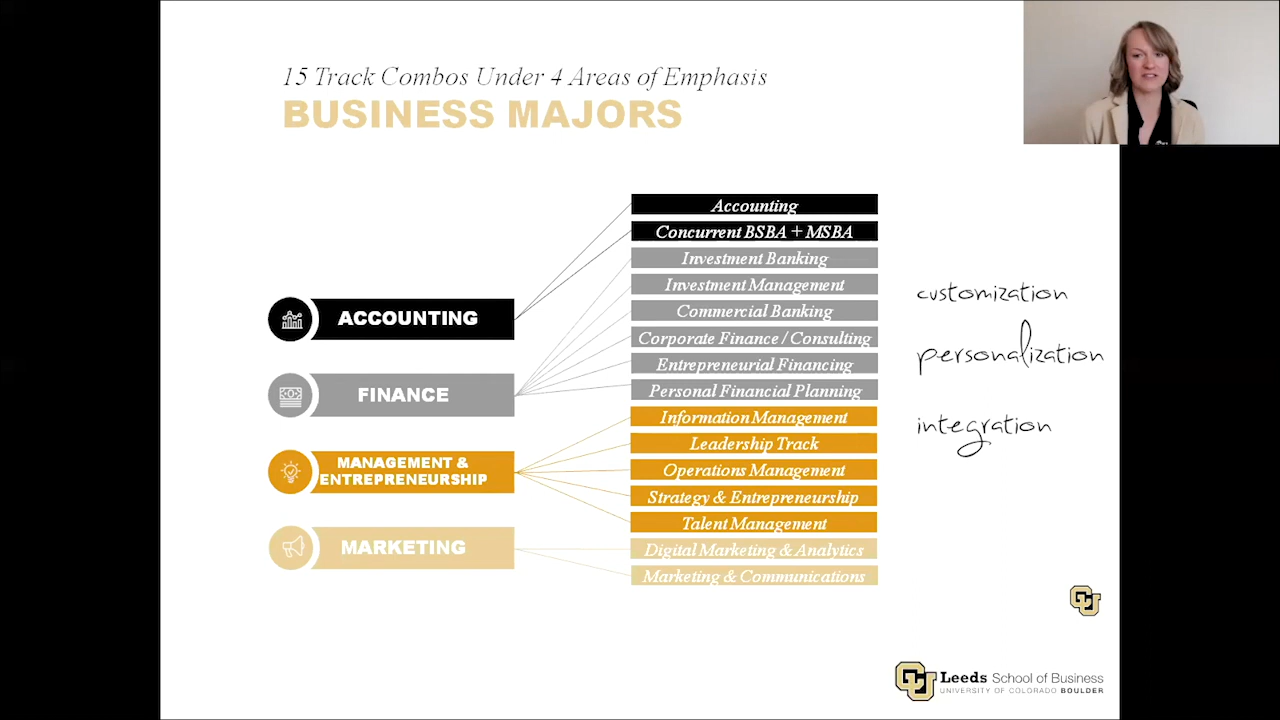 15 Track Combos Under 4 Areas of Emphasis
BUSINESS MAJORS
ACCOUNTING
FINANCE
MANAGEMENT &
ENTREPRENEURSHIP
MARKETING
Accounting
Concurrent BSBA + MSBA
Investment Banking
Investment Management
Commercial Banking
Corporate Finance / Consulting
Entrepreneurial Financing
Personal Financial Planning
Information Management
Leadership Track
Operations Management
Strategy & Entrepreneurship
Talent Management
Digital Marketing & Analytics
Marketing & Communications
customization
personalization
integration
CU
CU
Leeds School of Business
UNIVERSITY OF COLORADO BOULDER